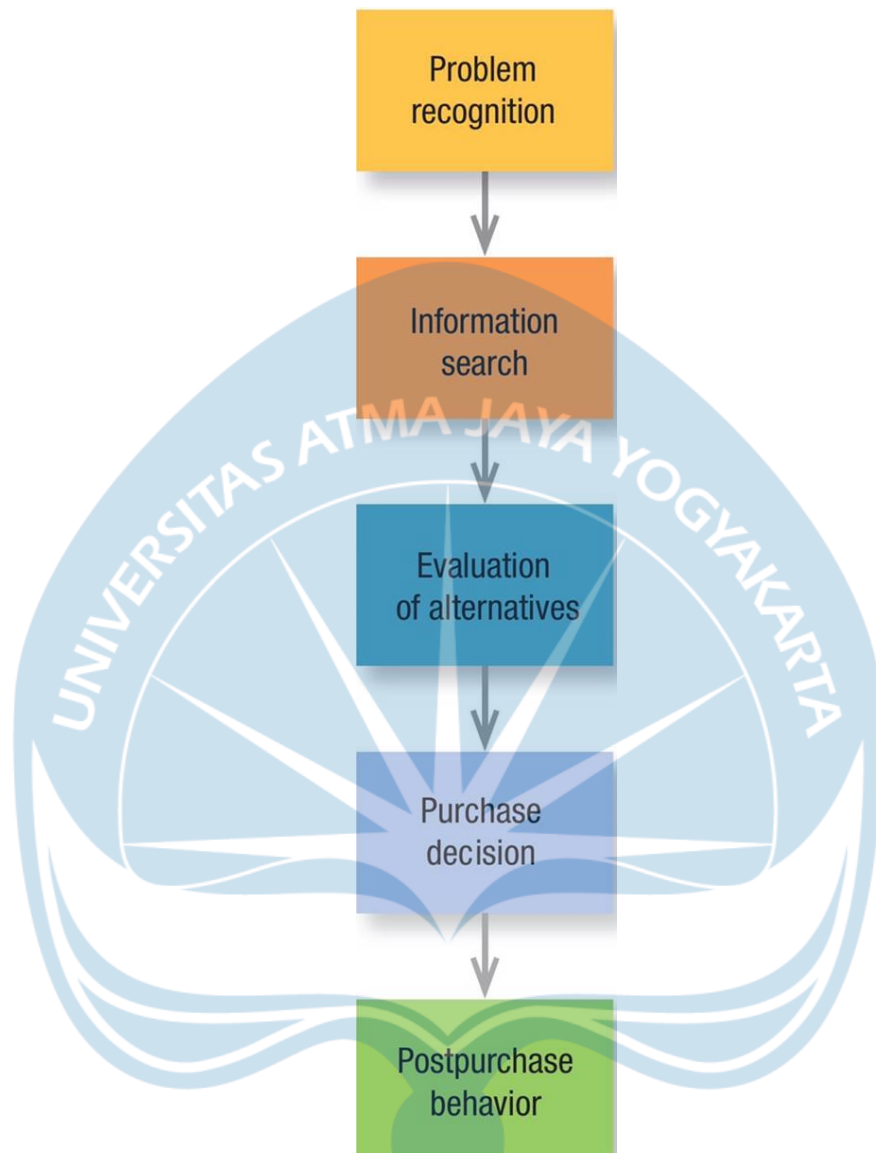 Problem
recognition
Information
search
UNIVERSITAS ATMA JAYA YOGYAKARTA
Evaluation
of alternatives
Purchase
decision
Postpurchase
behavior